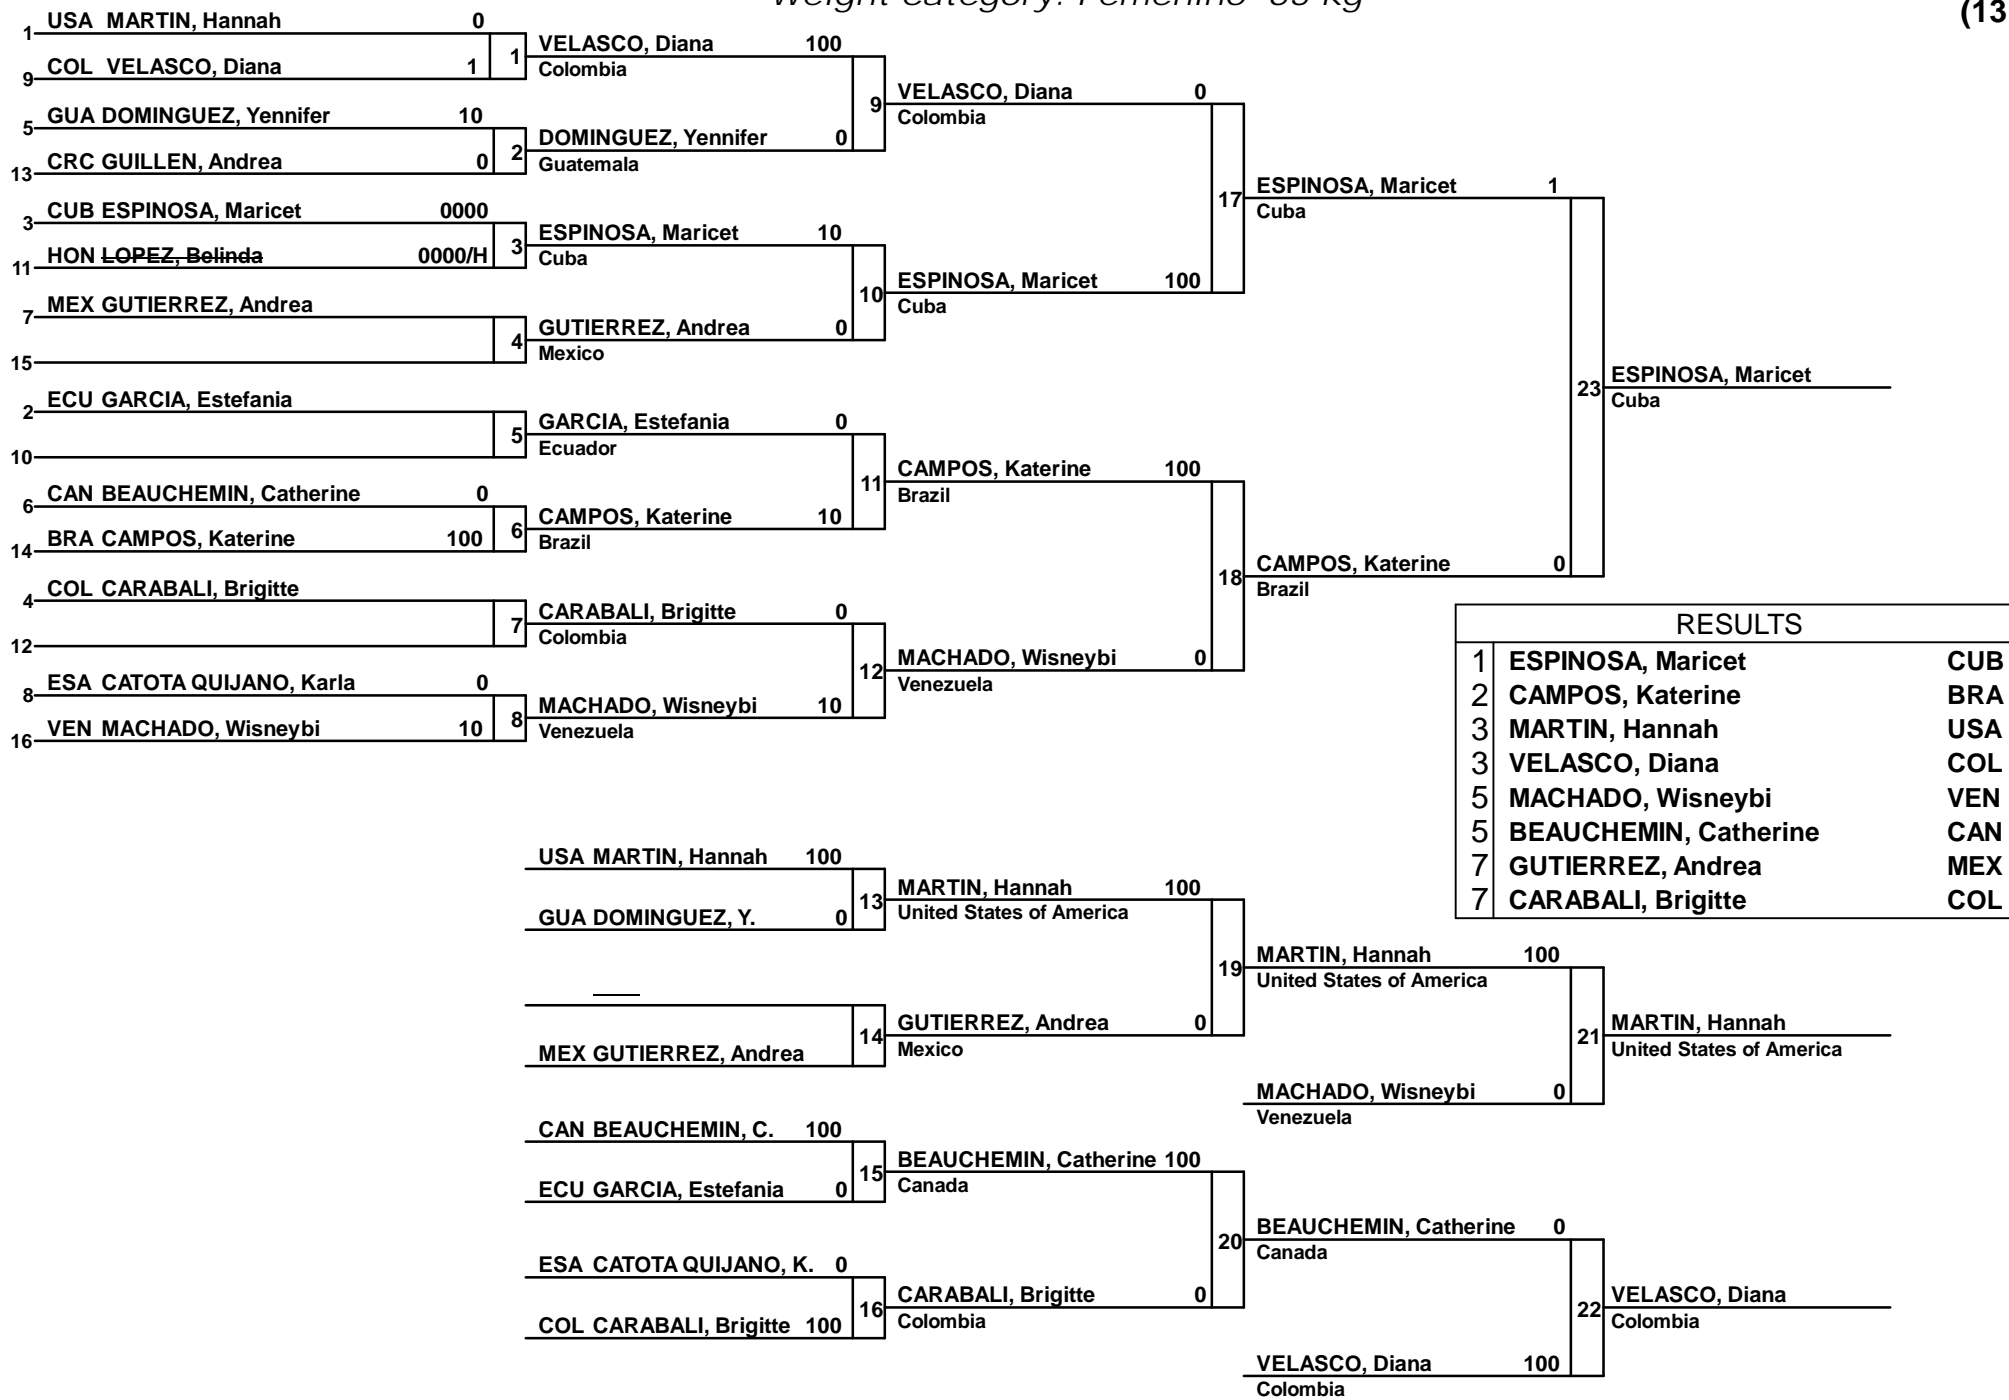 (13
1 USA MARTIN, Hannah 0
9 COL VELASCO, Diana 1
1
VELASCO, Diana 100
Colombia
5 GUA DOMINGUEZ, Yennifer 10
13 CRC GUILLEN, Andrea 0
2
DOMINGUEZ, Yennifer 0
Guatemala
9
VELASCO, Diana 0
Colombia
3 CUB ESPINOSA, Maricet 0000
11 HON LOPEZ, Belinda 0000/H
3
ESPINOSA, Maricet 10
Cuba
7 MEX GUTIERREZ, Andrea
15
4
GUTIERREZ, Andrea 0
Mexico
10
ESPINOSA, Maricet 100
Cuba
17
ESPINOSA, Maricet 1
Cuba
2 ECU GARCIA, Estefania
10
5
GARCIA, Estefania 0
Ecuador
6 CAN BEAUCHEMIN, Catherine 0
14 BRA CAMPOS, Katerine 100
6
CAMPOS, Katerine 10
Brazil
11
CAMPOS, Katerine 100
Brazil
4 COL CARABALI, Brigitte
12
7
CARABALI, Brigitte 0
Colombia
8 ESA CATOTA QUIJANO, Karla 0
16 VEN MACHADO, Wisneybi 10
8
MACHADO, Wisneybi 10
Venezuela
12
MACHADO, Wisneybi 0
Venezuela
18
CAMPOS, Katerine 0
Brazil
23
ESPINOSA, Maricet
Cuba
RESULTS
1 ESPINOSA, Maricet CUB
2 CAMPOS, Katerine BRA
3 MARTIN, Hannah USA
3 VELASCO, Diana COL
5 MACHADO, Wisneybi VEN
5 BEAUCHEMIN, Catherine CAN
7 GUTIERREZ, Andrea MEX
7 CARABALI, Brigitte COL
USA MARTIN, Hannah 100
GUA DOMINGUEZ, Y. 0
13
MARTIN, Hannah 100
United States of America
MEX GUTIERREZ, Andrea
14
GUTIERREZ, Andrea 0
Mexico
19
MARTIN, Hannah 100
United States of America
MACHADO, Wisneybi 0
Venezuela
21
MARTIN, Hannah
United States of America
CAN BEAUCHEMIN, C. 100
ECU GARCIA, Estefania 0
15
BEAUCHEMIN, Catherine 100
Canada
ESA CATOTA QUIJANO, K. 0
COL CARABALI, Brigitte 100
16
CARABALI, Brigitte 0
Colombia
20
BEAUCHEMIN, Catherine 0
Canada
VELASCO, Diana 100
Colombia
22
VELASCO, Diana
Colombia